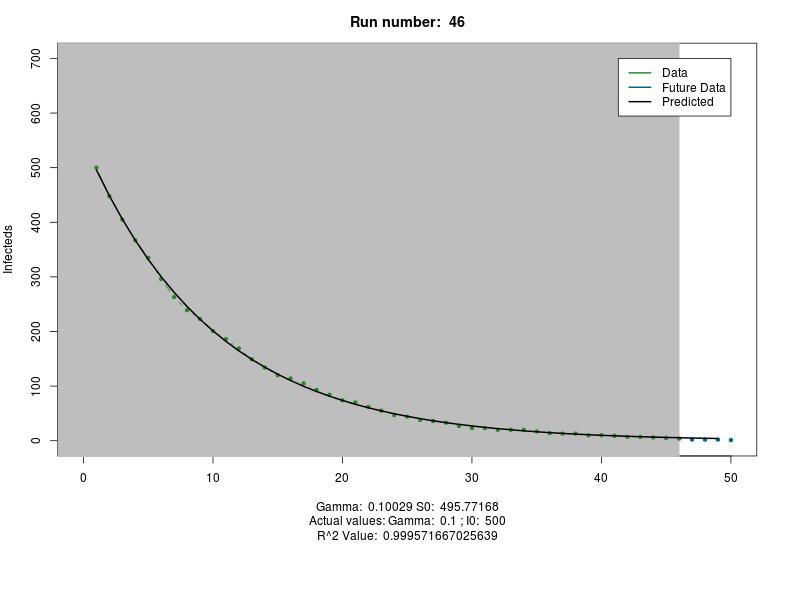 Run number:  46
700
600
500
400
300
200
100
0
Infecteds
Data
Future Data
Predicted
0 10 20 30 40 50
Gamma:  0.10029 S0:  495.77168
Actual values: Gamma:  0.1 ; I0:  500
R^2 Value:  0.999571667025639